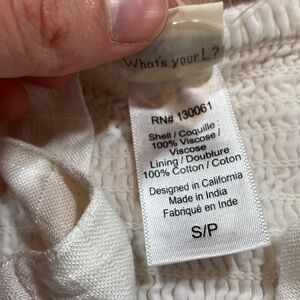 What's your L?
RN# 130061
Shell / Coquille
100% Viscose /
Viscose
Lining / Doublure
100% Cotton / Coton
Designed in California
Made in India
Fabriqué en Inde
S/P